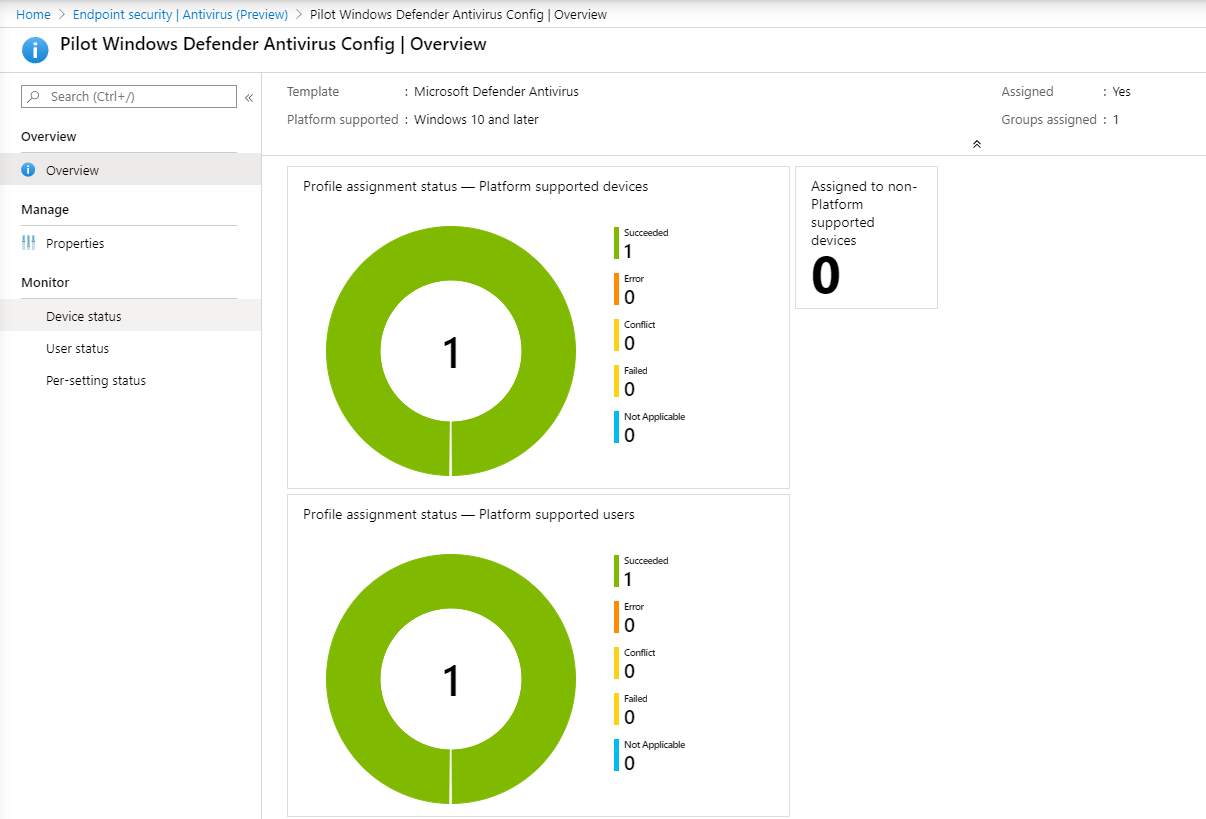 Home > Endpoint security | Antivirus (Preview) > Pilot Windows Defender Antivirus Config | Overview
Pilot Windows Defender Antivirus Config | Overview
Search (Ctrl+/)
«
Overview
Overview
Manage
Properties
Monitor
Device status
User status
Per-setting status
Template : Microsoft Defender Antivirus
Platform supported : Windows 10 and later
Assigned : Yes
Groups assigned : 1
Profile assignment status — Platform supported devices
1
Succeeded
1
Error
0
Conflict
0
Failed
0
Not Applicable
0
Assigned to non-
Platform
supported
devices
0
Profile assignment status — Platform supported users
1
Succeeded
1
Error
0
Conflict
0
Failed
0
Not Applicable
0